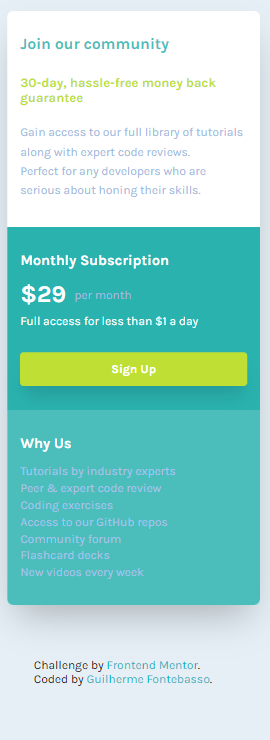 Join our community
30-day, hassle-free money back
guarantee
Gain access to our full library of tutorials
along with expert code reviews.
Perfect for any developers who are
serious about honing their skills.
Monthly Subscription
$29 per month
Full access for less than $1 a day
Sign Up
Why Us
Tutorials by industry experts
Peer & expert code review
Coding exercises
Access to our GitHub repos
Community forum
Flashcard decks
New videos every week
Challenge by Frontend Mentor.
Coded by Guilherme Fontebasso.